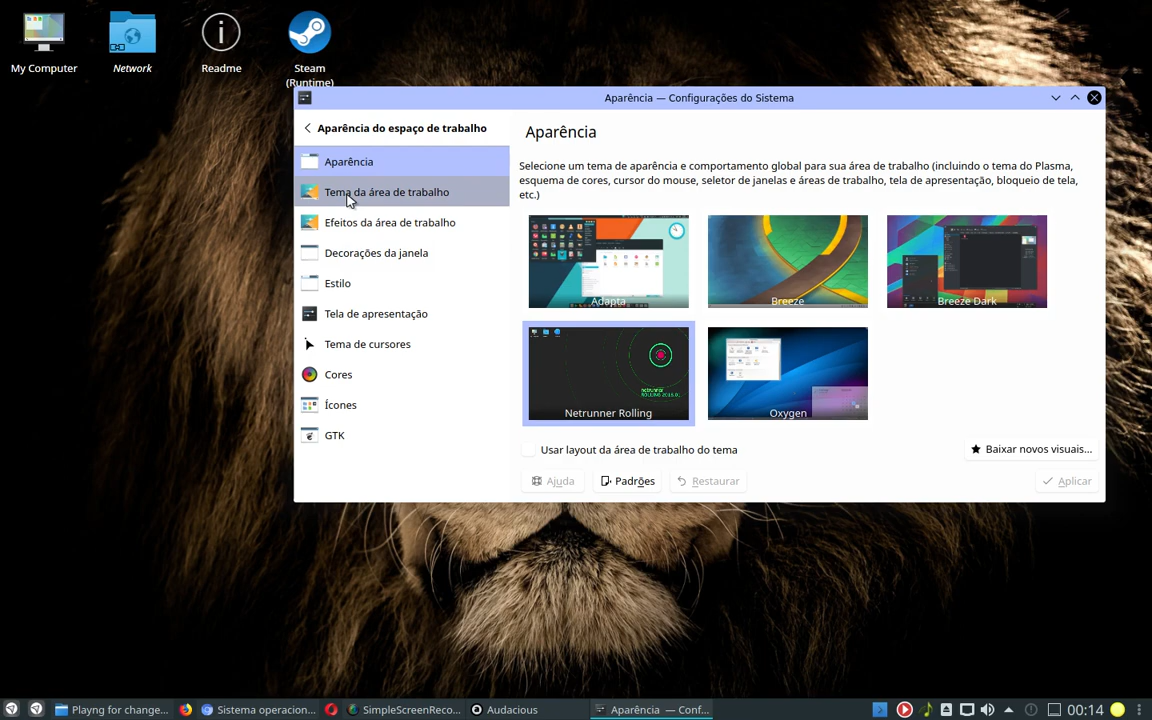 My Computer
Network
Readme
Steam
(Runtime)
Aparência — Configurações do Sistema
Aparência do espaço de trabalho
Aparência
Tema da área de trabalho
Efeitos da área de trabalho
Decorações da janela
Estilo
Tela de apresentação
Tema de cursores
Cores
Ícones
GTK
Aparência
Selecione um tema de aparência e comportamento global para sua área de trabalho (incluindo o tema do Plasma,
esquema de cores, cursor do mouse, seletor de janelas e áreas de trabalho, tela de apresentação, bloqueio de tela,
etc.)
Adapta
Breeze
Breeze Dark
Netrunner Rolling
Oxygen
Usar layout da área de trabalho do tema
Baixar novos visuais...
Ajuda
Padrões
Restaurar
Aplicar
Playng for change...
Sistema operacion...
SimpleScreenReco...
Audacious
Aparência — Conf...
00:14